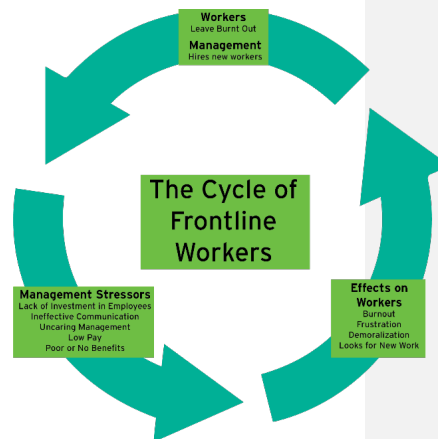 Workers
Leave Burnt Out
Management
Hires new workers
The Cycle of
Frontline
Workers
Management Stressors
Lack of Investment in Employees
Ineffective Communication
Uncaring Management
Low Pay
Poor or No Benefits
Effects on
Workers
Burnout
Frustration
Demoralization
Looks for New Work